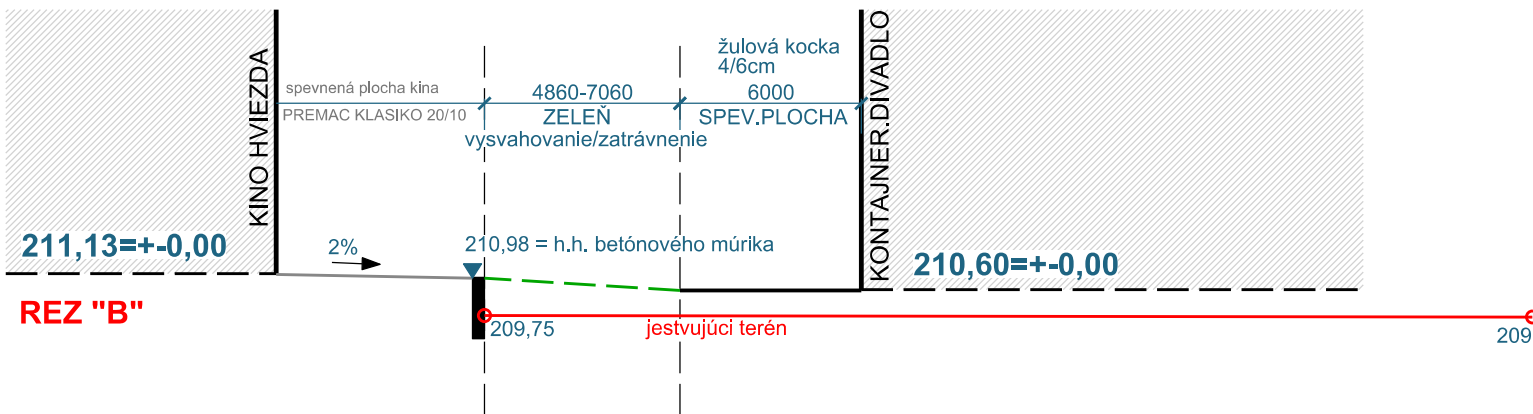 žulová kocka
4/6cm
spevnená plocha kina
4860-7060
6000
PREMAC KLASIKO 20/10
ZELEŇ
SPEV.PLOCHA
vysvahovanie/zatrávnenie
KINO HVIEZDA
KONTAJNER.DIVADLO
211,13=+-0,00
2%
210,98 = h.h. betónového múrika
210,60=+-0,00
REZ "B"
209,75
jestvujúci terén
209